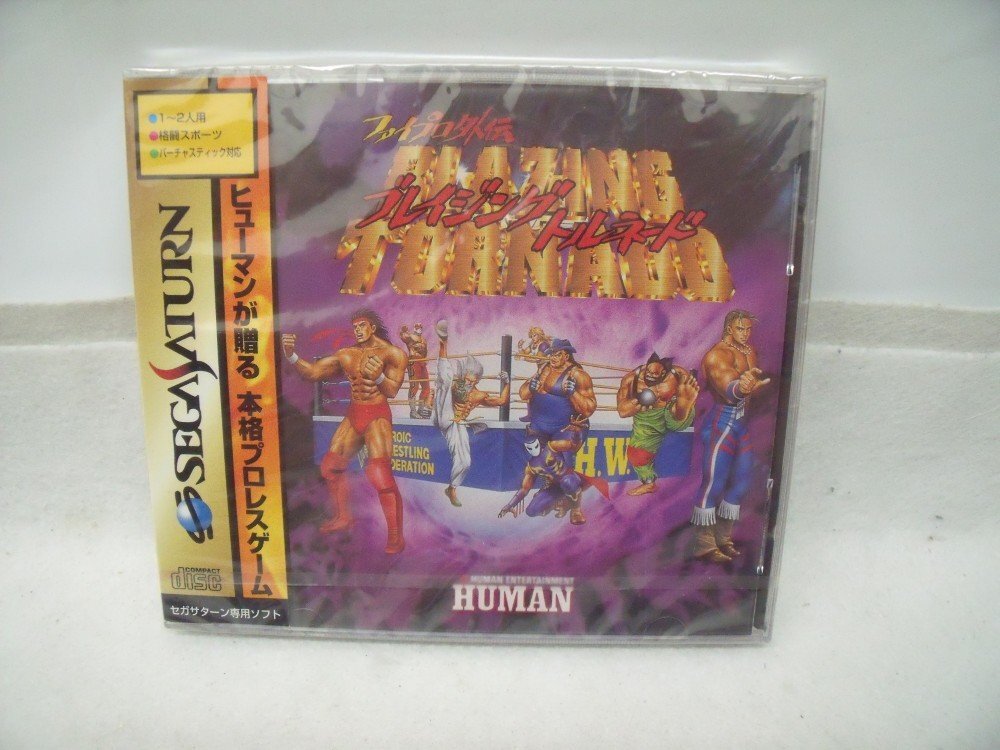 ●1〜2人用
●格闘スポーツ
●バーチャスティック対応
SEGASATURN
COMPACT
disc
セガサターン専用ソフト
ヒューマンが贈る 本格プロレスゲーム
ファイプロ外伝
BLAZING
ブレイジング
トルネード
TORNADO
ROIC
ESTLING
DERATION
H.W.
HUMAN ENTERTAINMENT
HUMAN